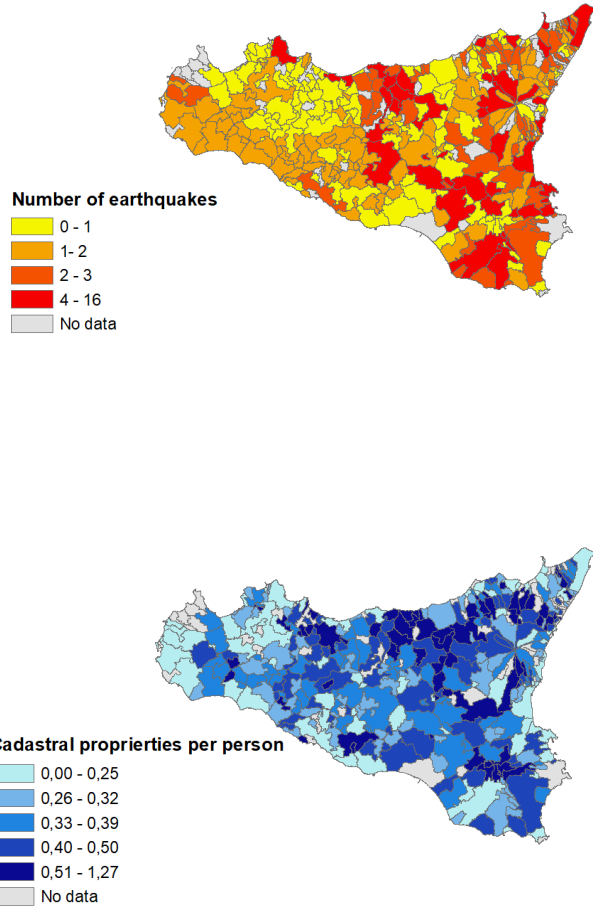 Number of earthquakes
0 - 1
1- 2
2 - 3
4 - 16
No data
Cadastral proprierties per person
0,00 - 0,25
0,26 - 0,32
0,33 - 0,39
0,40 - 0,50
0,51 - 1,27
No data